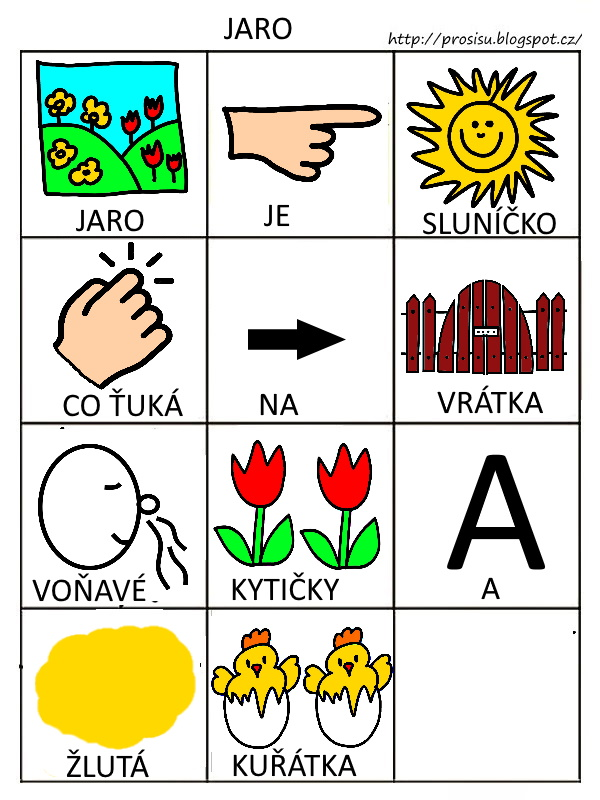 JARO
http://prosisu.blogspot.cz/
JARO
JE
SLUNÍČKO
CO ŤUKÁ
NA
VRÁTKA
VOŇAVÉ
KYTIČKY
A
A
ŽLUTÁ
KUŘÁTKA